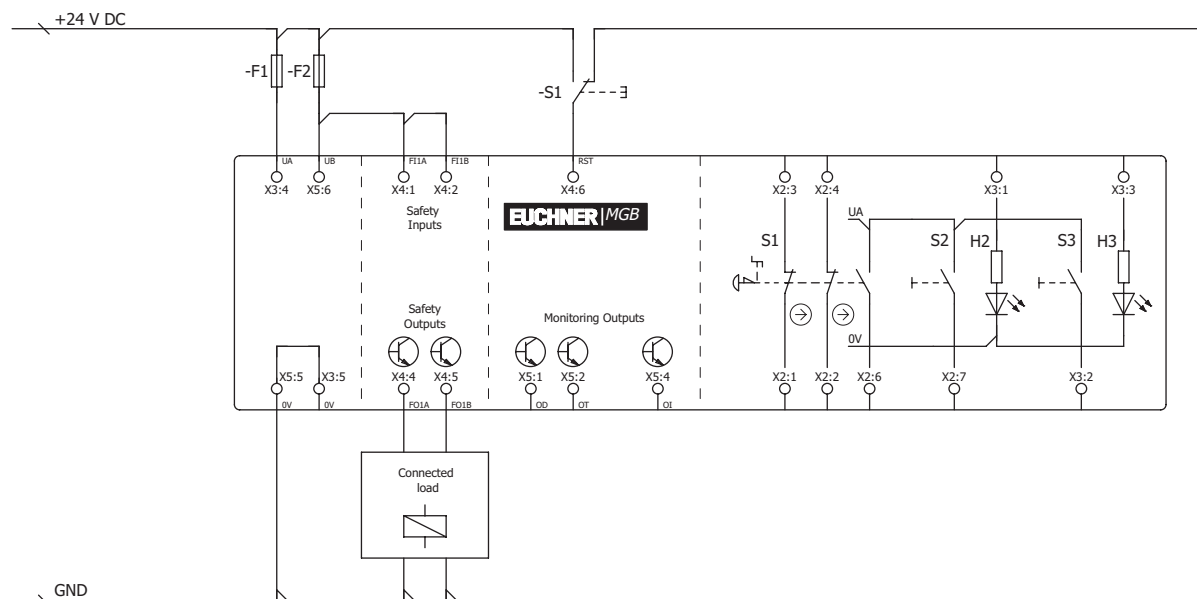 +24 V DC
-F1 -F2
-S1
UA UB FI1A FI1B RST
X3:4 X5:6 X4:1 X4:2 X4:6 X2:3 X2:4 X3:1 X3:3
Safety
Inputs
EUCHNER|MGB
UA
S1 S2 H2 S3 H3
Safety
Outputs
Monitoring Outputs
0V
X5:5 X3:5 X4:4 X4:5 X5:1 X5:2 X5:4 X2:1 X2:2 X2:6 X2:7 X3:2
0V 0V FO1A FO1B OD OT OI
Connected
load
GND